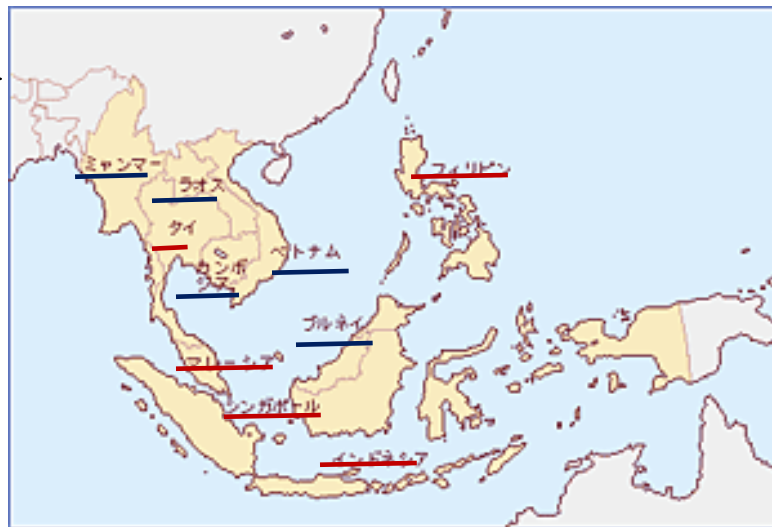 ミャンマー
フィリピン
ラオス
タイ
ベトナム
カンボ
ジア
ブルネイ
マレーシア
シンガポール
インドネシア